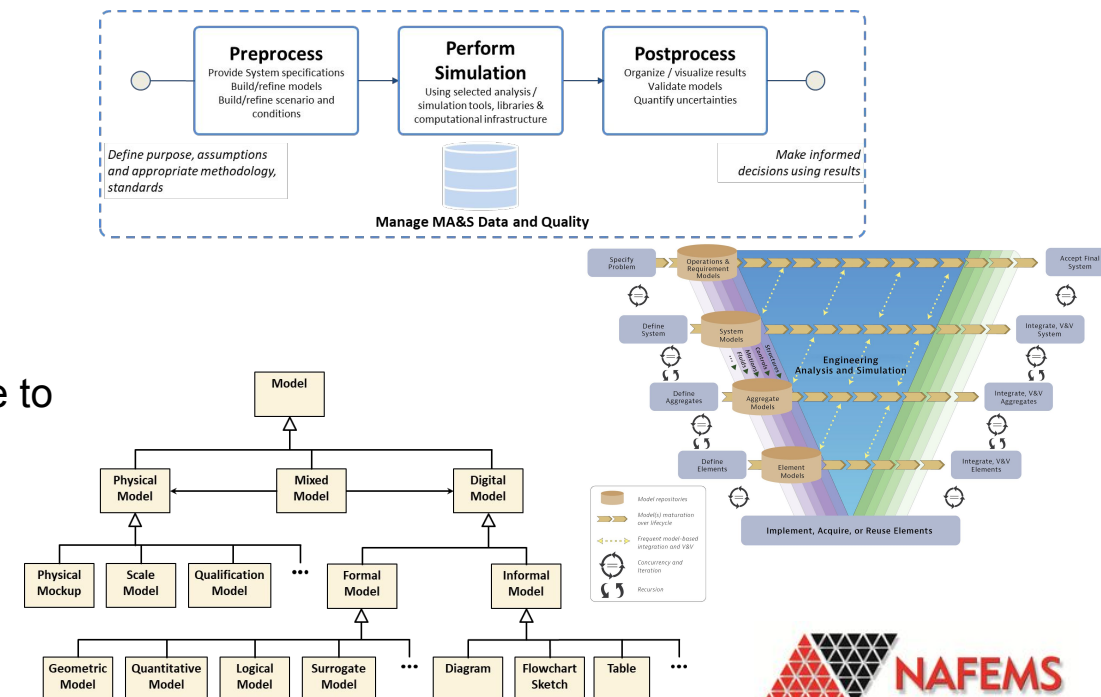 Preprocess
Provide System specifications
Build/refine models
Build/refine scenario and
conditions
Perform
Simulation
Using selected analysis /
simulation tools, libraries &
computational infrastructure
Postprocess
Organize / visualize results
Validate models
Quantify uncertainties
Define purpose, assumptions
and appropriate methodology,
standards
Make informed
decisions using results
Manage MA&S Data and Quality
Specify
Problem
Operations &
Requirement
Models
Accept Final
System
Define
System
System
Models
Integrate, V&V
System
Structures
Controls
Motions
Fluids
...
Engineering
Analysis and Simulation
Define
Aggregates
Aggregate
Models
Integrate, V&V
Aggregates
Define
Elements
Element
Models
Integrate, V&V
Elements
Implement, Acquire, or Reuse Elements
Model repositories
Model(s) maturation
over lifecycle
Frequent model-based
integration and V&V
Concurrency and
Iteration
Recursion
e to
Model
Physical
Model
Mixed
Model
Digital
Model
Physical
Mockup
Scale
Model
Qualification
Model
...
Formal
Model
Informal
Model
Geometric
Model
Quantitative
Model
Logical
Model
Surrogate
Model
...
Diagram
Flowchart
Sketch
Table
...
NAFEMS